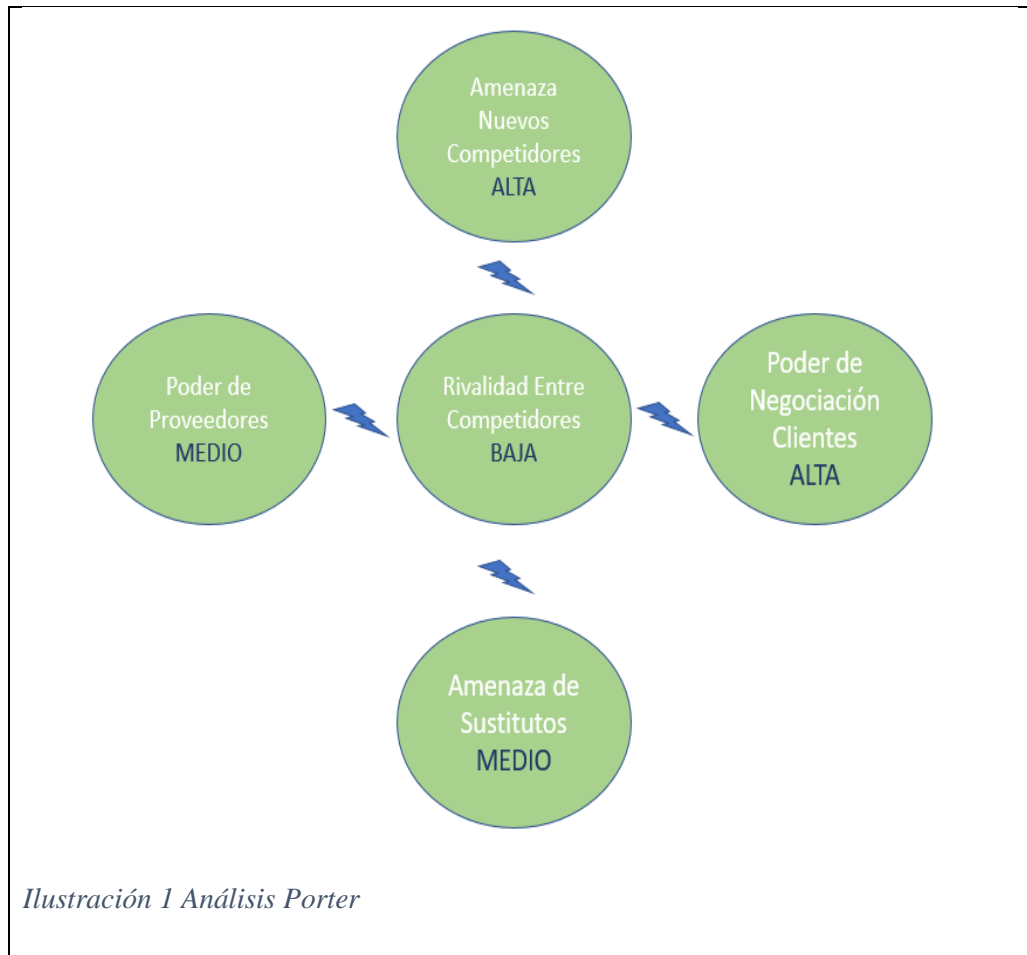 Amenaza
Nuevos
Competidores
ALTA
Poder de
Proveedores
MEDIO
Rivalidad Entre
Competidores
BAJA
Poder de
Negociación
Clientes
ALTA
Amenaza de
Sustitutos
MEDIO
Ilustración 1 Análisis Porter